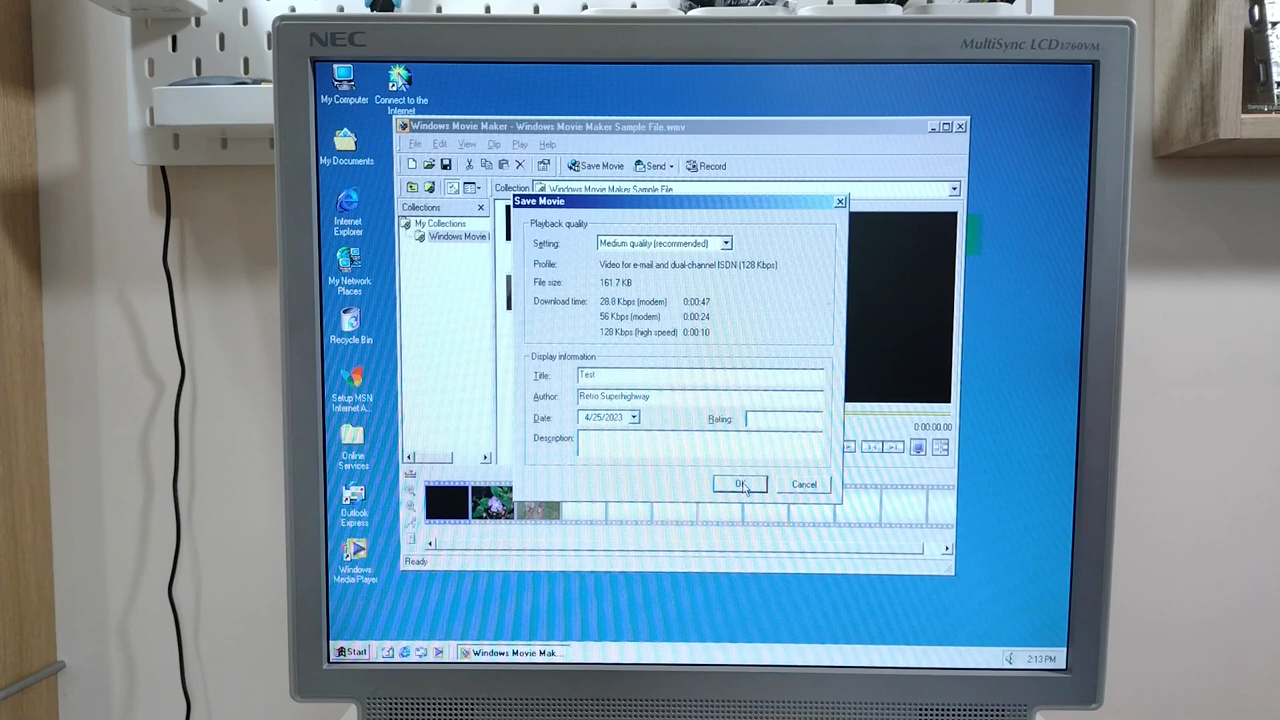 NEC
MultiSync LCD1760VM
My Computer
Connect to the
Internet
My Documents
Internet
Explorer
My Network
Places
Recycle Bin
Setup MSN
Internet A...
Online
Services
Outlook
Express
Windows
Media Player
Windows Movie Maker - Windows Movie Maker Sample File.wmv
File Edit View Clip Play Help
Save Movie Send Record
Collection Windows Movie Maker Sample File
Collections
My Collections
Windows Movie
Save Movie
Playback quality
Setting: Medium quality (recommended)
Profile: Video for e-mail and dual-channel ISDN (128 Kbps)
File size: 161.7 KB
Download time: 28.8 Kbps (modem) 0:00:47
56 Kbps (modem) 0:00:24
128 Kbps (high speed) 0:00:10
Display information
Title: Test
Author: Retro Superhighway
Date: 4/25/2023 Rating:
Description:
OK Cancel
0:00:00.00
Ready
Start Windows Movie Mak... 2:13 PM